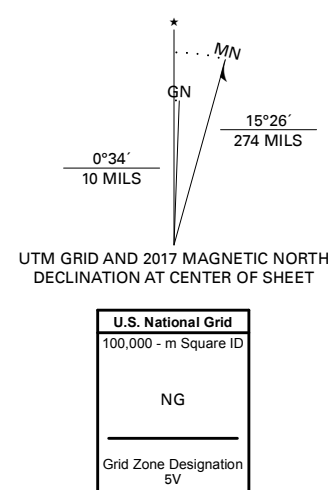 ★
MN
GN
15°26´
274 MILS
0°34´
10 MILS
UTM GRID AND 2017 MAGNETIC NORTH
DECLINATION AT CENTER OF SHEET
U.S. National Grid
100,000 - m Square ID
NG
Grid Zone Designation
5V